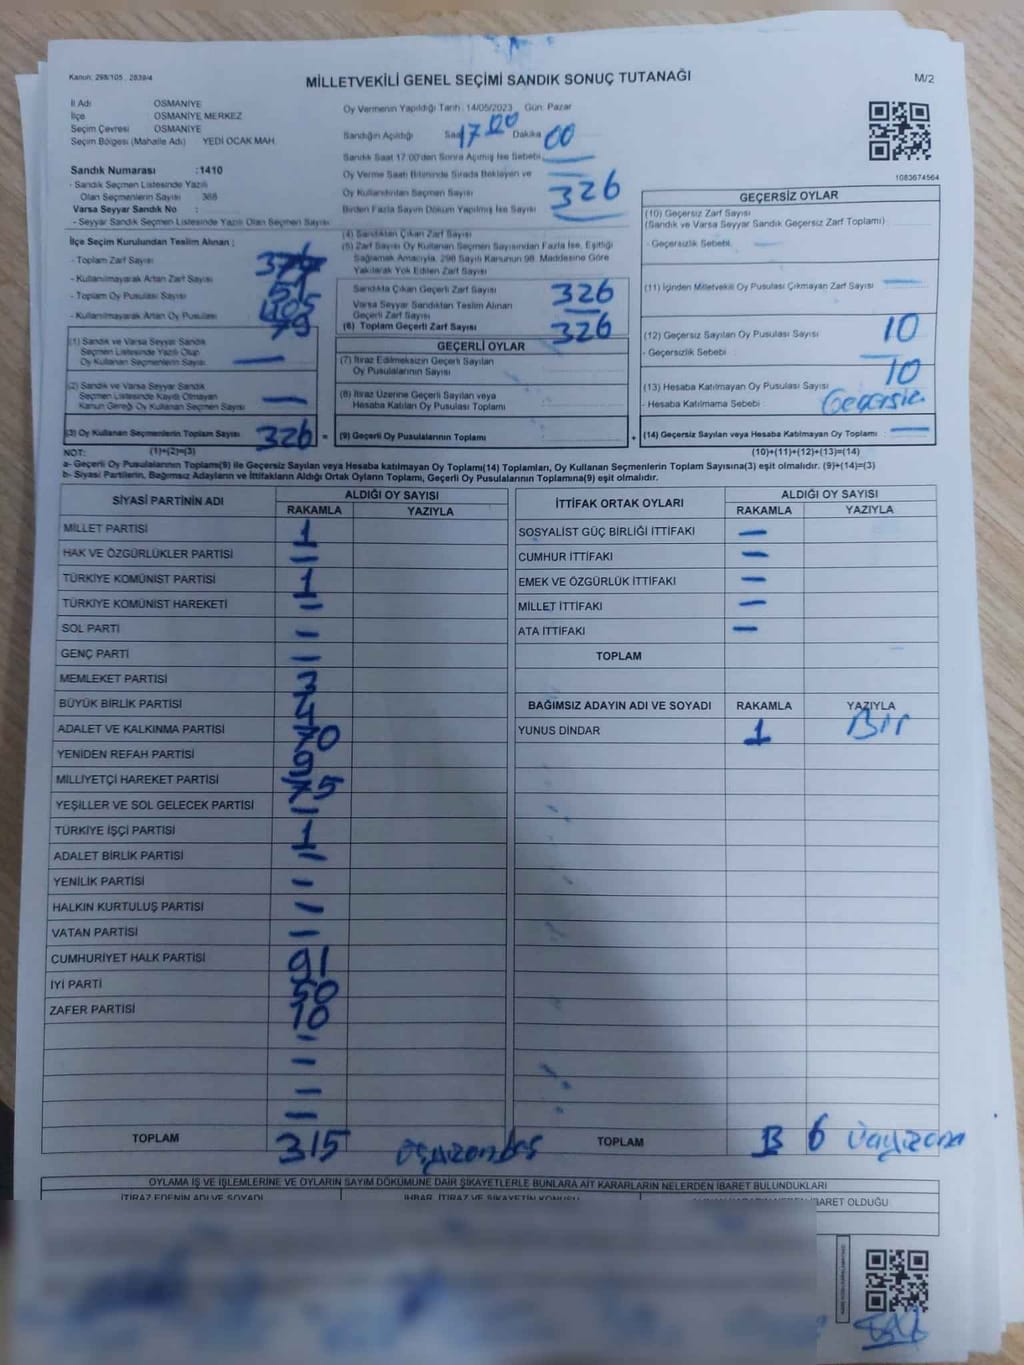 Kanun: 298/105, 2839/4
MİLLETVEKİLİ GENEL SEÇİMİ SANDIK SONUÇ TUTANAĞI
M/2
İl Adı OSMANİYE
İlçe OSMANİYE MERKEZ
Seçim Çevresi OSMANİYE
Seçim Bölgesi (Mahalle Adı) YEDİ OCAK MAH.
Sandık Numarası :1410
- Sandık Seçmen Listesinde Yazılı
Olan Seçmenlerin Sayısı 368
Varsa Seyyar Sandık No :
- Seyyar Sandık Seçmen Listesinde Yazılı Olan Seçmen Sayısı
İlçe Seçim Kurulundan Teslim Alınan ;
- Toplam Zarf Sayısı
- Kullanılmayarak Artan Zarf Sayısı 51
- Toplam Oy Pusulası Sayısı 405
- Kullanılmayarak Artan Oy Pusulası 79
(1) Sandık ve Varsa Seyyar Sandık
Seçmen Listesinde Yazılı Olup
Oy Kullanan Seçmenlerin Sayısı —
(2) Sandık ve Varsa Seyyar Sandık
Seçmen Listesinde Kaydı Olmayan
Kanun Gereği Oy Kullanan Seçmen Sayısı —
(3) Oy Kullanan Seçmenlerin Toplam Sayısı 326 =
Oy Vermenin Yapıldığı Tarih :14/05/2023 Gün: Pazar
Sandığın Açıldığı Saat 17 00 Dakika 00
Sandık Saat 17:00'den Sonra Açılmış İse Sebebi: —
Oy Verme Saati Bitiminde Sırada Bekleyen ve
Oy Kullandırılan Seçmen Sayısı 326
Birden Fazla Sayım Döküm Yapılmış İse Sayısı —
(4) Sandıktan Çıkan Zarf Sayısı
(5) Zarf Sayısı Oy Kullanan Seçmen Sayısından Fazla İse, Eşitliği
Sağlamak Amacıyla, 298 Sayılı Kanunun 98. Maddesine Göre
Yakılarak Yok Edilen Zarf Sayısı
Sandıkta Çıkan Geçerli Zarf Sayısı 326
Varsa Seyyar Sandıktan Teslim Alınan
Geçerli Zarf Sayısı —
(6) Toplam Geçerli Zarf Sayısı 326
GEÇERLİ OYLAR
(7) İtiraz Edilmeksizin Geçerli Sayılan
Oy Pusulalarının Sayısı
(8) İtiraz Üzerine Geçerli Sayılan veya
Hesaba Katılan Oy Pusulası Toplamı
(9) Geçerli Oy Pusulalarının Toplamı +
1083674564
GEÇERSİZ OYLAR
(10) Geçersiz Zarf Sayısı
(Sandık ve Varsa Seyyar Sandık Geçersiz Zarf Toplamı)
- Geçersizlik Sebebi —
(11) İçinden Milletvekili Oy Pusulası Çıkmayan Zarf Sayısı —
(12) Geçersiz Sayılan Oy Pusulası Sayısı 10
- Geçersizlik Sebebi : —
(13) Hesaba Katılmayan Oy Pusulası Sayısı 10
- Hesaba Katılmama Sebebi : Geçersiz
(14) Geçersiz Sayılan veya Hesaba Katılmayan Oy Toplamı : —
NOT: (1)+(2)=(3) (10)+(11)+(12)+(13)=(14)
a- Geçerli Oy Pusulalarının Toplamı(9) ile Geçersiz Sayılan veya Hesaba katılmayan Oy Toplamı(14) Toplamları, Oy Kullanan Seçmenlerin Toplam Sayısına(3) eşit olmalıdır. (9)+(14)=(3)
b- Siyasi Partilerin, Bağımsız Adayların ve İttifakların Aldığı Ortak Oyların Toplamı, Geçerli Oy Pusulalarının Toplamına(9) eşit olmalıdır.
SİYASİ PARTİNİN ADI ALDIĞI OY SAYISI
RAKAMLA YAZIYLA
MİLLET PARTİSİ 1
HAK VE ÖZGÜRLÜKLER PARTİSİ —
TÜRKİYE KOMÜNİST PARTİSİ 1
TÜRKİYE KOMÜNİST HAREKETİ —
SOL PARTİ —
GENÇ PARTİ —
MEMLEKET PARTİSİ 3
BÜYÜK BİRLİK PARTİSİ 4
ADALET VE KALKINMA PARTİSİ 70
YENİDEN REFAH PARTİSİ 9
MİLLİYETÇİ HAREKET PARTİSİ 75
YEŞİLLER VE SOL GELECEK PARTİSİ —
TÜRKİYE İŞÇİ PARTİSİ 1
ADALET BİRLİK PARTİSİ —
YENİLİK PARTİSİ —
HALKIN KURTULUŞ PARTİSİ —
VATAN PARTİSİ —
CUMHURİYET HALK PARTİSİ 91
İYİ PARTİ 50
ZAFER PARTİSİ 10
—
—
—
—
TOPLAM 315 üçyüzonbeş
İTTİFAK ORTAK OYLARI ALDIĞI OY SAYISI
RAKAMLA YAZIYLA
SOSYALİST GÜÇ BİRLİĞİ İTTİFAKI —
CUMHUR İTTİFAKI —
EMEK VE ÖZGÜRLÜK İTTİFAKI —
MİLLET İTTİFAKI —
ATA İTTİFAKI —
TOPLAM
BAĞIMSIZ ADAYIN ADI VE SOYADI RAKAMLA YAZIYLA
YUNUS DİNDAR 1 Bir
TOPLAM 6
OYLAMA İŞ VE İŞLEMLERİNE VE OYLARIN SAYIM DÖKÜMÜNE DAİR ŞİKAYETLERLE BUNLARA AİT KARARLARIN NELERDEN İBARET BULUNDUKLARI
İTİRAZ EDENİN ADI VE SOYADI İHBAR, İTİRAZ VE ŞİKAYETİN KONUSU İBARET OLDUĞU